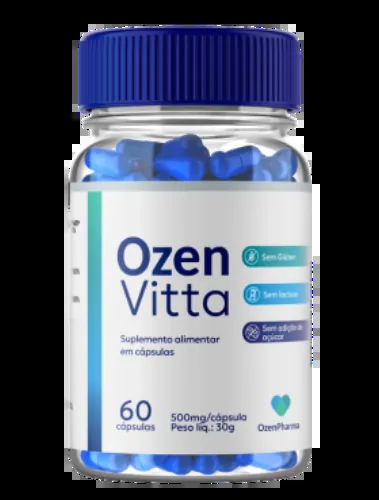 Ozen
Vitta
Suplemento alimentar
em cápsulas
60
cápsulas
500mg/cápsula
Peso líq.: 30g
Sem Glúten
Sem lactose
Sem adição de
açúcar
OzenPharma